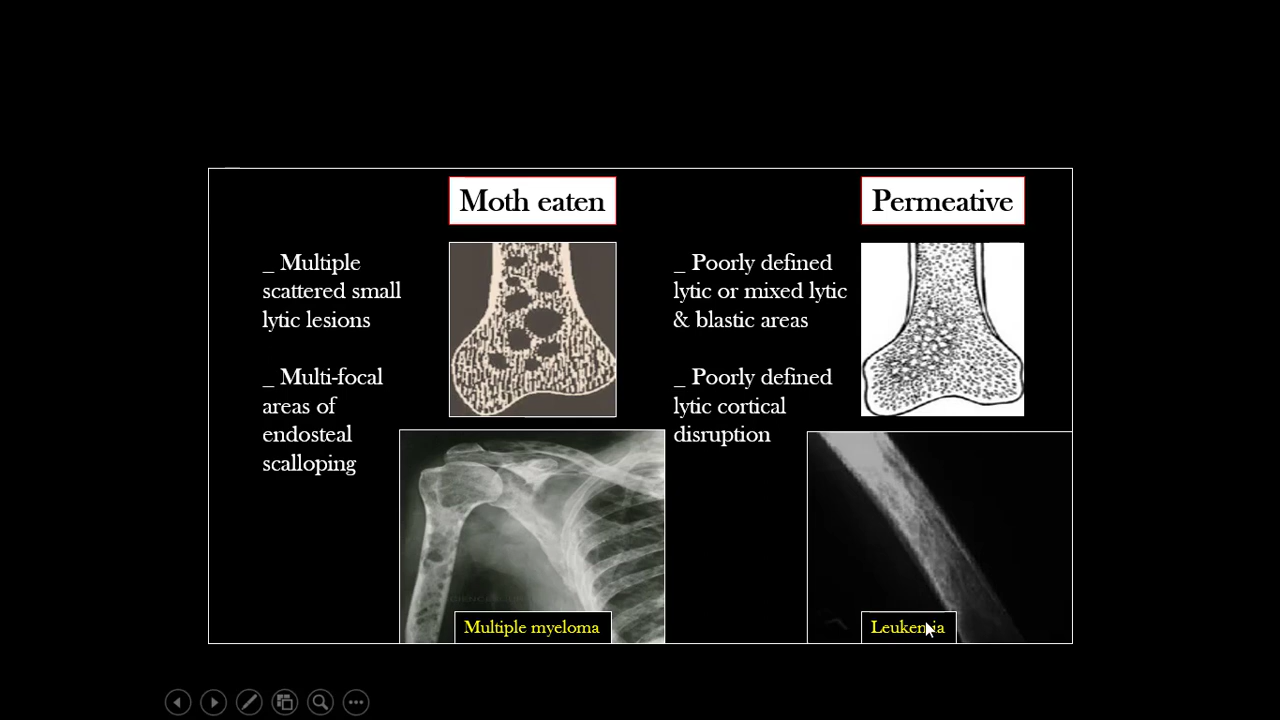 Moth eaten
_ Multiple
scattered small
lytic lesions
_ Multi-focal
areas of
endosteal
scalloping
Multiple myeloma
Permeative
_ Poorly defined
lytic or mixed lytic
& blastic areas
_ Poorly defined
lytic cortical
disruption
Leukemia